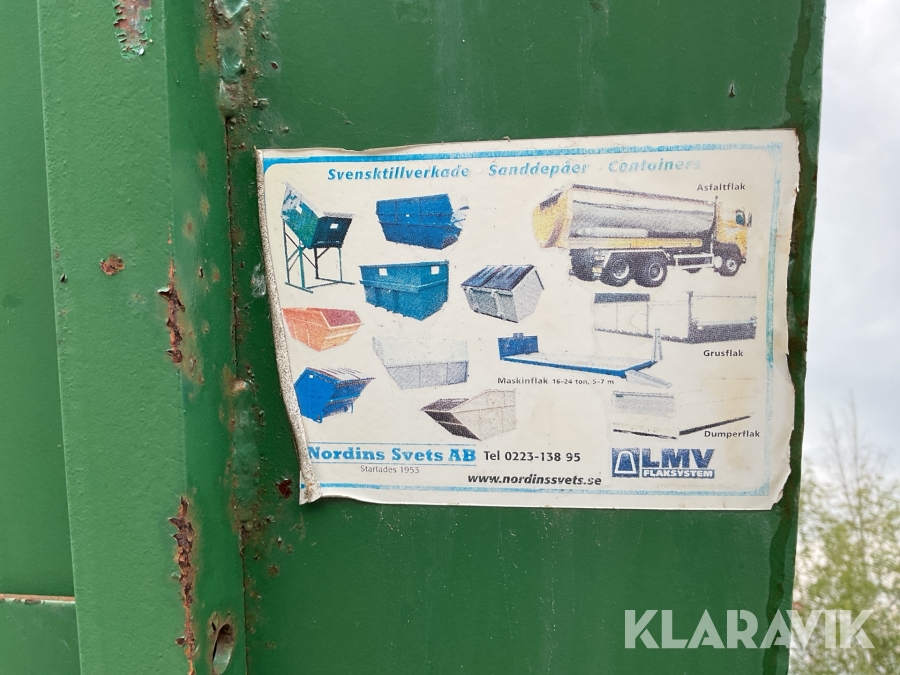 Svensktillverkade - Sanddepåer - Containers
Asfaltflak
Grusflak
Maskinflak 16-24 ton, 5-7 m
Dumperflak
Nordins Svets AB Tel 0223-138 95
Startades 1953
www.nordinssvets.se
LMV
FLAKSYSTEM
KLARAVIK